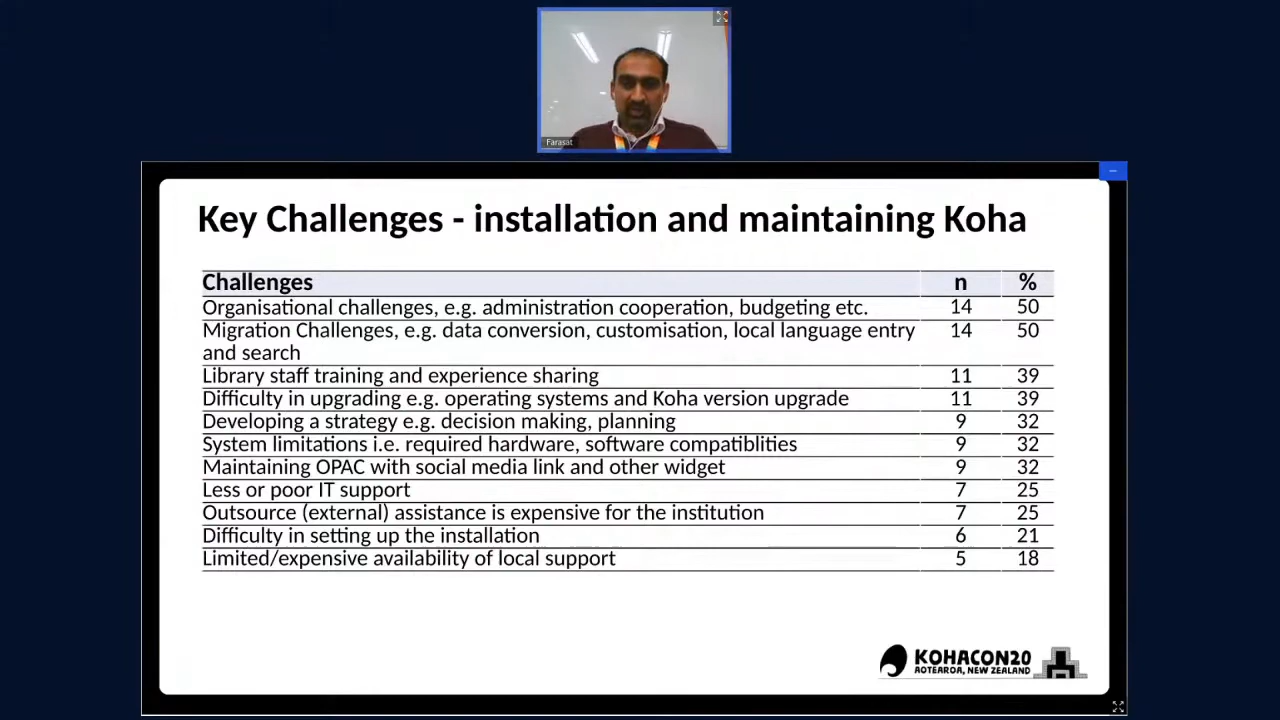 Farasat
Key Challenges - installation and maintaining Koha
Challenges n %
Organisational challenges, e.g. administration cooperation, budgeting etc. 14 50
Migration Challenges, e.g. data conversion, customisation, local language entry 14 50
and search
Library staff training and experience sharing 11 39
Difficulty in upgrading e.g. operating systems and Koha version upgrade 11 39
Developing a strategy e.g. decision making, planning 9 32
System limitations i.e. required hardware, software compatiblities 9 32
Maintaining OPAC with social media link and other widget 9 32
Less or poor IT support 7 25
Outsource (external) assistance is expensive for the institution 7 25
Difficulty in setting up the installation 6 21
Limited/expensive availability of local support 5 18
KOHACON20
AOTEAROA, NEW ZEALAND